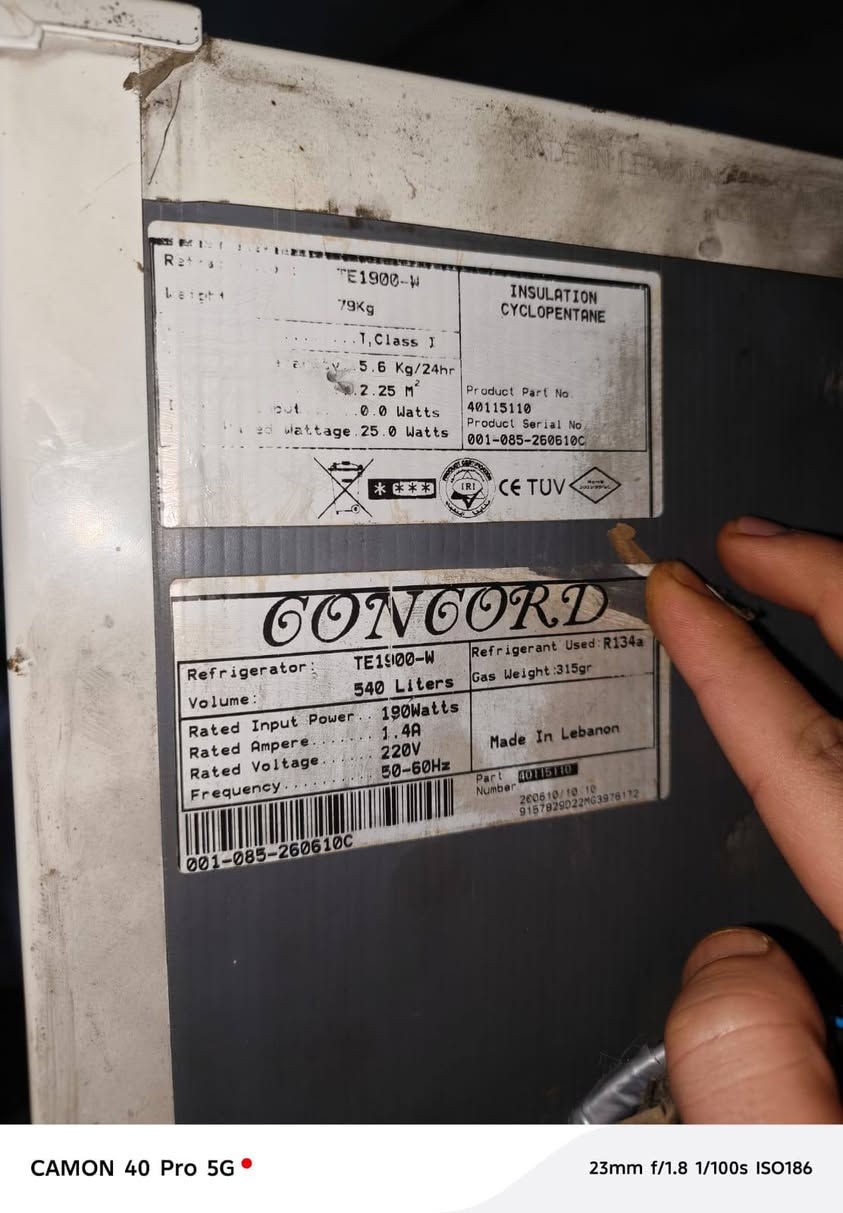 MADE IN LEBANON
TE1900-W
79Kg
T,Class I
5.6 Kg/24hr
2.25 M²
0.0 Watts
Wattage 25.0 Watts
INSULATION
CYCLOPENTANE
Product Part No.
40115110
Product Serial No.
001-085-260610C
IRI
CE TUV
CONCORD
Refrigerator: TE1900-W
Volume: 540 Liters
Rated Input Power.. 190Watts
Rated Ampere....... 1.4A
Rated Voltage...... 220V
Frequency.......... 50-60Hz
Refrigerant Used:R134a
Gas Weight:315gr
Made In Lebanon
Part 40115110
Number
260610/10:10
001-085-260610C
CAMON 40 Pro 5G
23mm f/1.8 1/100s ISO186